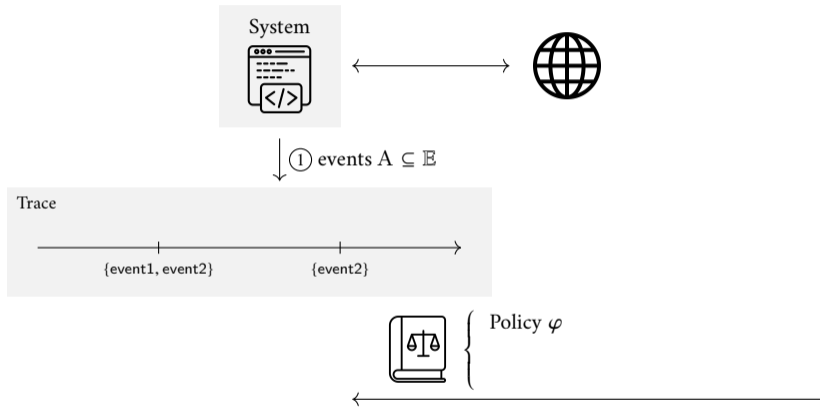 System
</>
① events A ⊆ 𝔼
Trace
{event1, event2}
{event2}
Policy φ